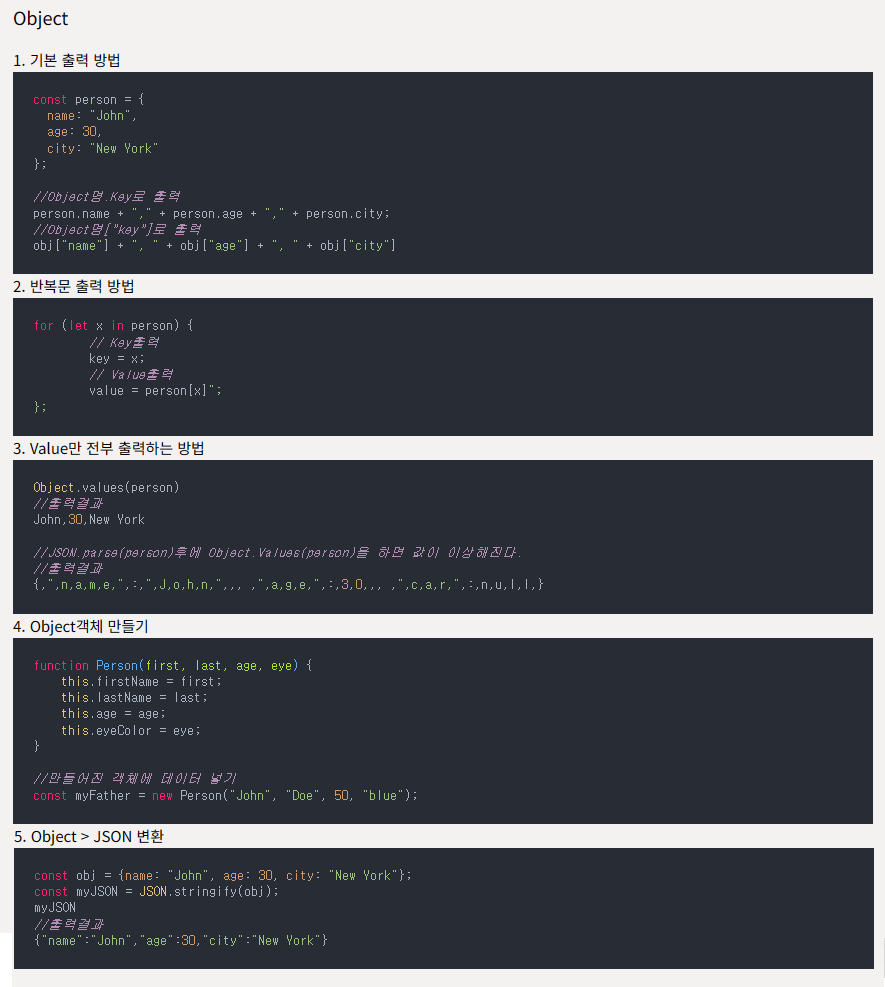 Object
1. 기본 출력 방법
const person = {
  name: "John",
  age: 30,
  city: "New York"
};
//Object명.Key로 출력
person.name + "," + person.age + "," + person.city;
//Object명["key"]로 출력
obj["name"] + ", " + obj["age"] + ", " + obj["city"]
2. 반복문 출력 방법
for (let x in person) {
        // Key출력
        key = x;
        // Value출력
        value = person[x]";
};
3. Value만 전부 출력하는 방법
Object.values(person)
//출력결과
John,30,New York
//JSON.parse(person)후에 Object.Values(person)을 하면 값이 이상해진다.
//출력결과
{,",n,a,m,e,",:,",J,o,h,n,",,, ,",a,g,e,",:,3,0,,, ,",c,a,r,",:,n,u,l,l,}
4. Object객체 만들기
function Person(first, last, age, eye) {
    this.firstName = first;
    this.lastName = last;
    this.age = age;
    this.eyeColor = eye;
}
//만들어진 객체에 데이터 넣기
const myFather = new Person("John", "Doe", 50, "blue");
5. Object > JSON 변환
const obj = {name: "John", age: 30, city: "New York"};
const myJSON = JSON.stringify(obj);
myJSON
//출력결과
{"name":"John","age":30,"city":"New York"}